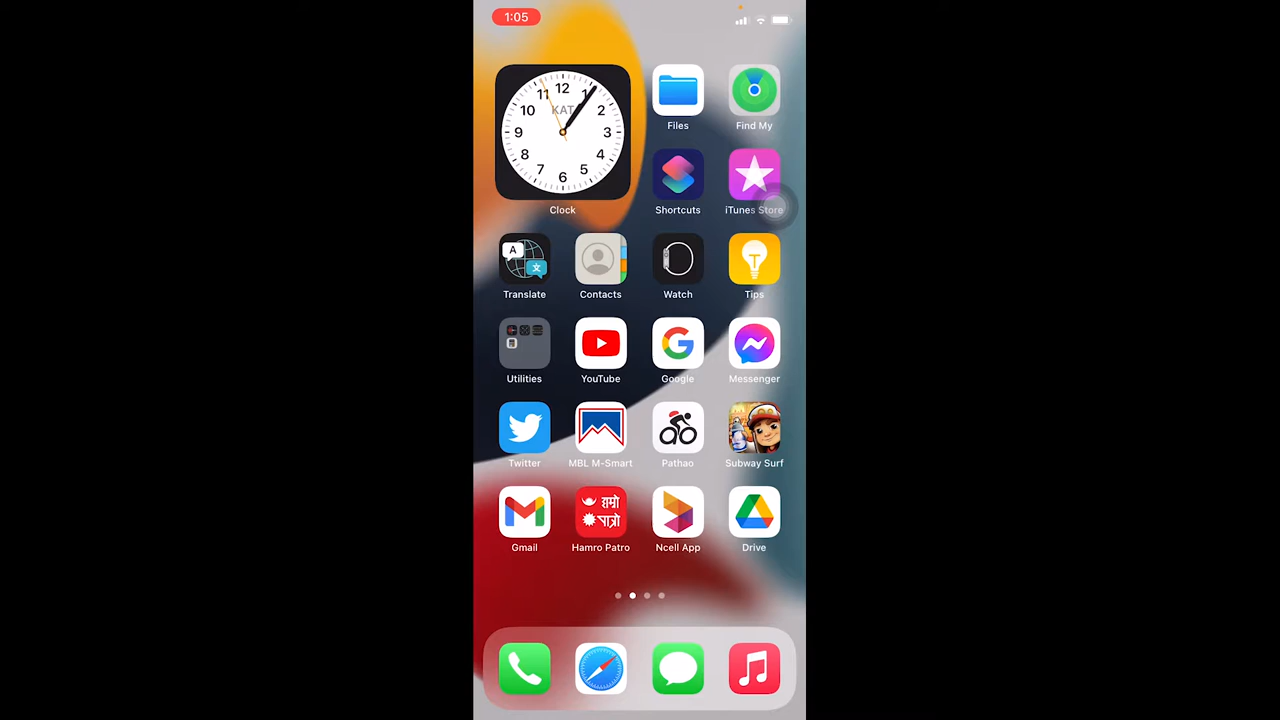 1:05
12
11
1
10
KAT
2
9
3
8
4
7
5
6
Clock
Files
Find My
Shortcuts
iTunes Store
A
文
Translate
Contacts
Watch
T
Tips
Utilities
YouTube
G
Google
Messenger
Twitter
MBL M-Smart
Pathao
Subway Surf
Gmail
हाम्रो
पात्रो
Hamro Patro
Ncell App
Drive